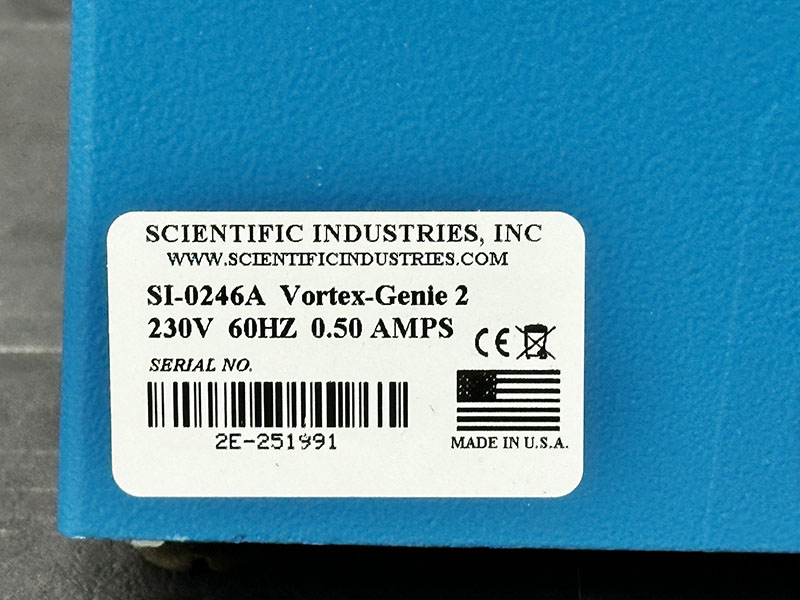 SCIENTIFIC INDUSTRIES, INC
WWW.SCIENTIFICINDUSTRIES.COM
SI-0246A Vortex-Genie 2
230V 60HZ 0.50 AMPS
CE
SERIAL NO.
2E-251991
MADE IN U.S.A.